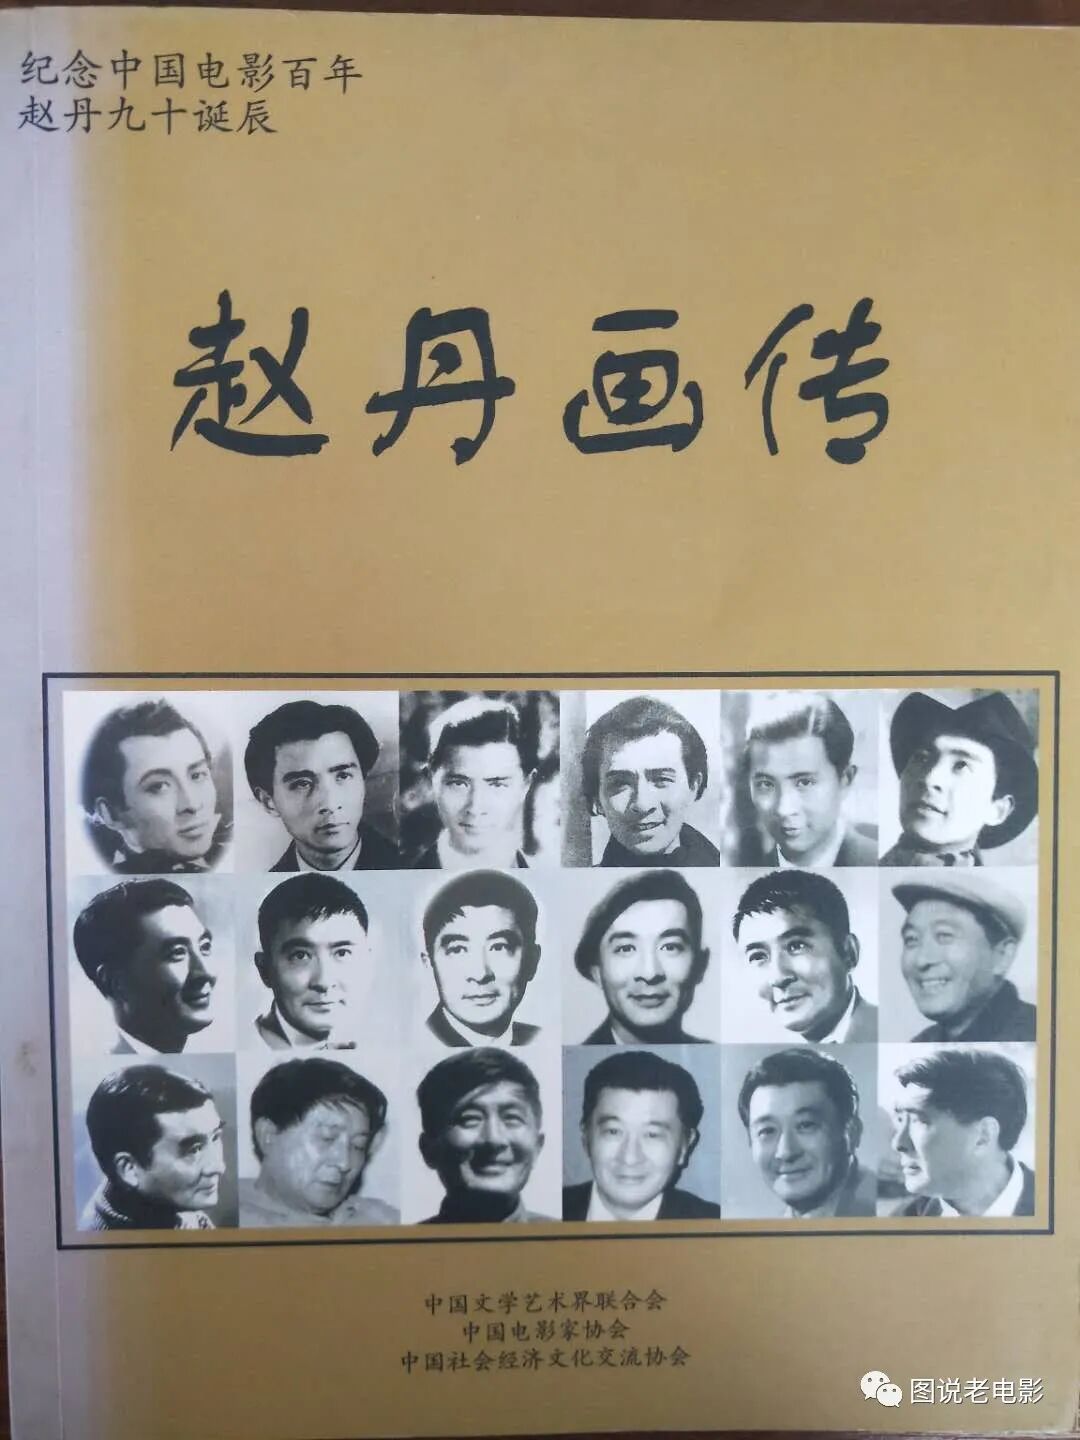 纪念中国电影百年
赵丹九十诞辰
赵丹画传
中国文学艺术界联合会
中国电影家协会
中国社会经济文化交流协会
图说老电影